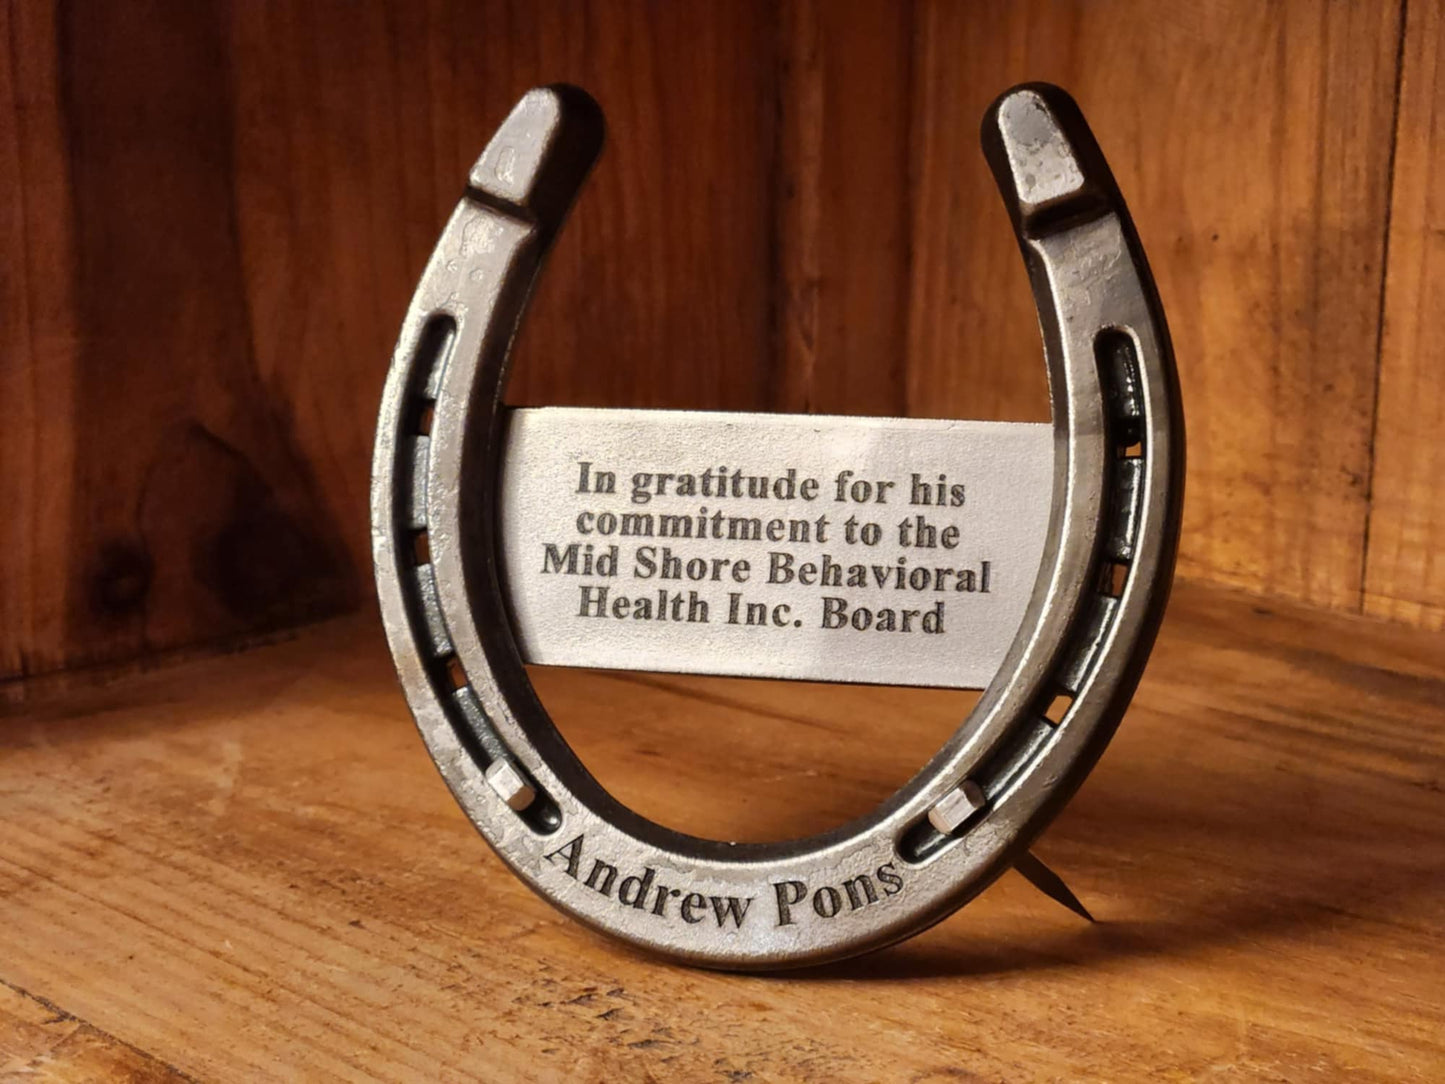 In gratitude for his
commitment to the
Mid Shore Behavioral
Health Inc. Board
Andrew Pons